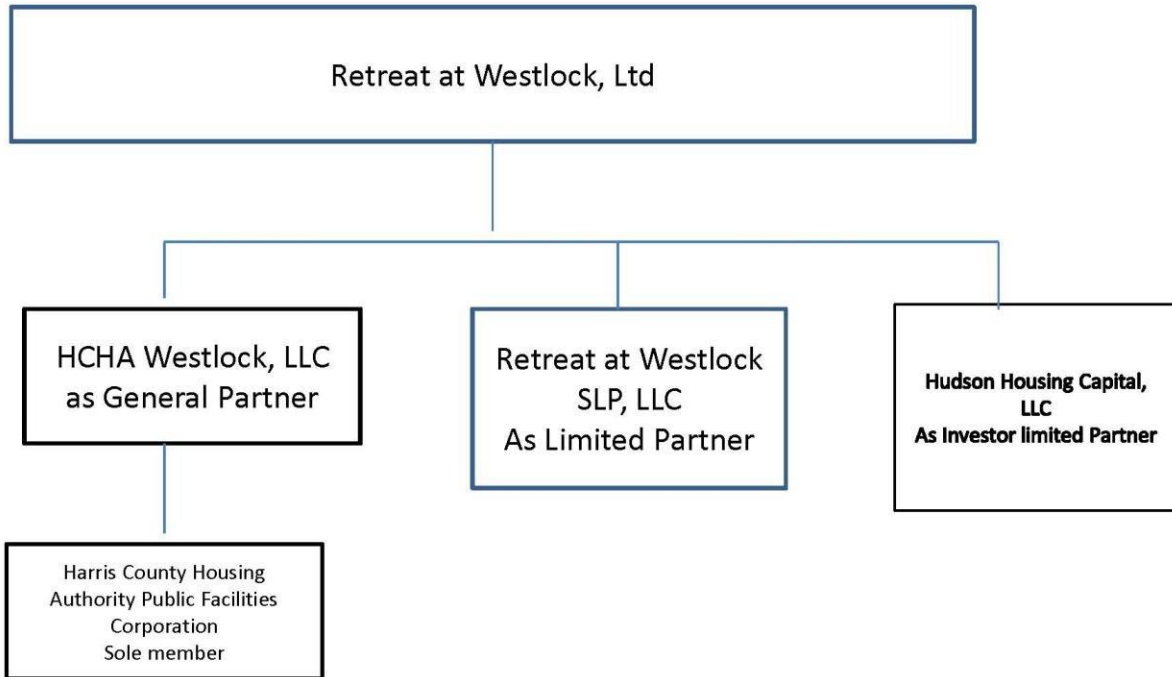 Retreat at Westlock, Ltd
HCHA Westlock, LLC
as General Partner
Retreat at Westlock
SLP, LLC
As Limited Partner
Hudson Housing Capital,
LLC
As Investor limited Partner
Harris County Housing
Authority Public Facilities
Corporation
Sole member